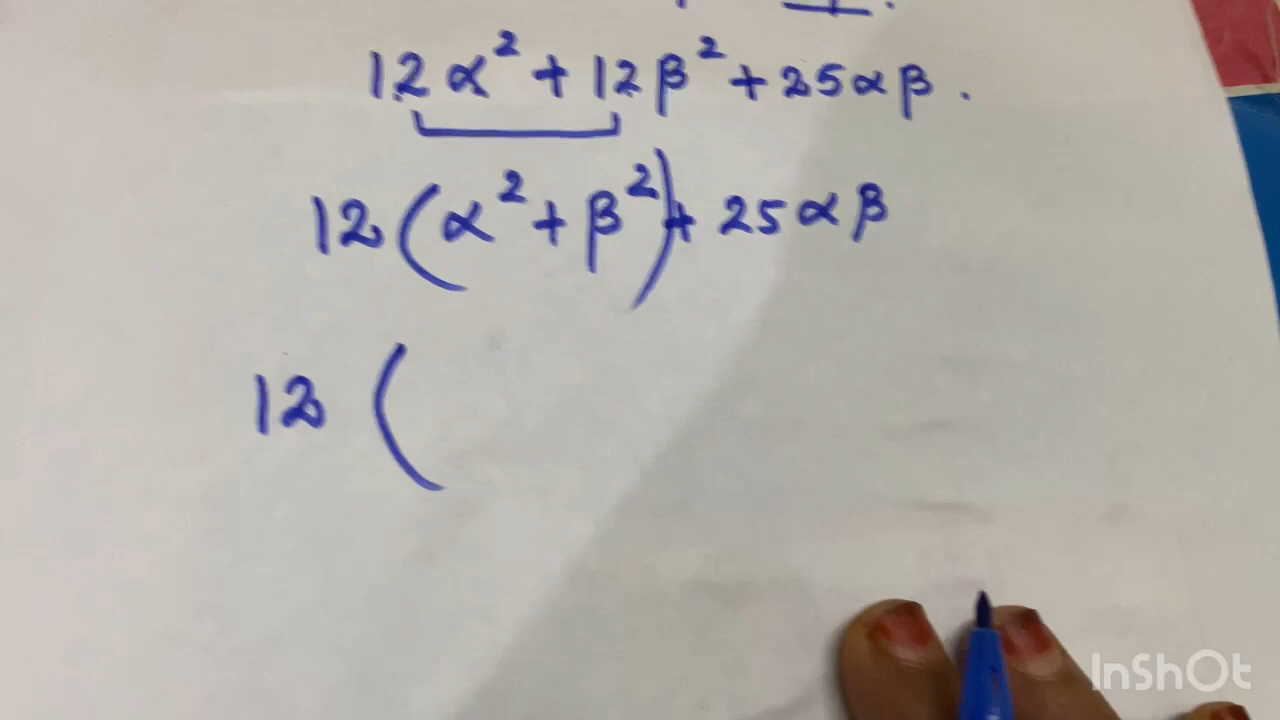 12α² + 12β² + 25αβ.
12(α² + β²) + 25αβ
12 (
InShOt